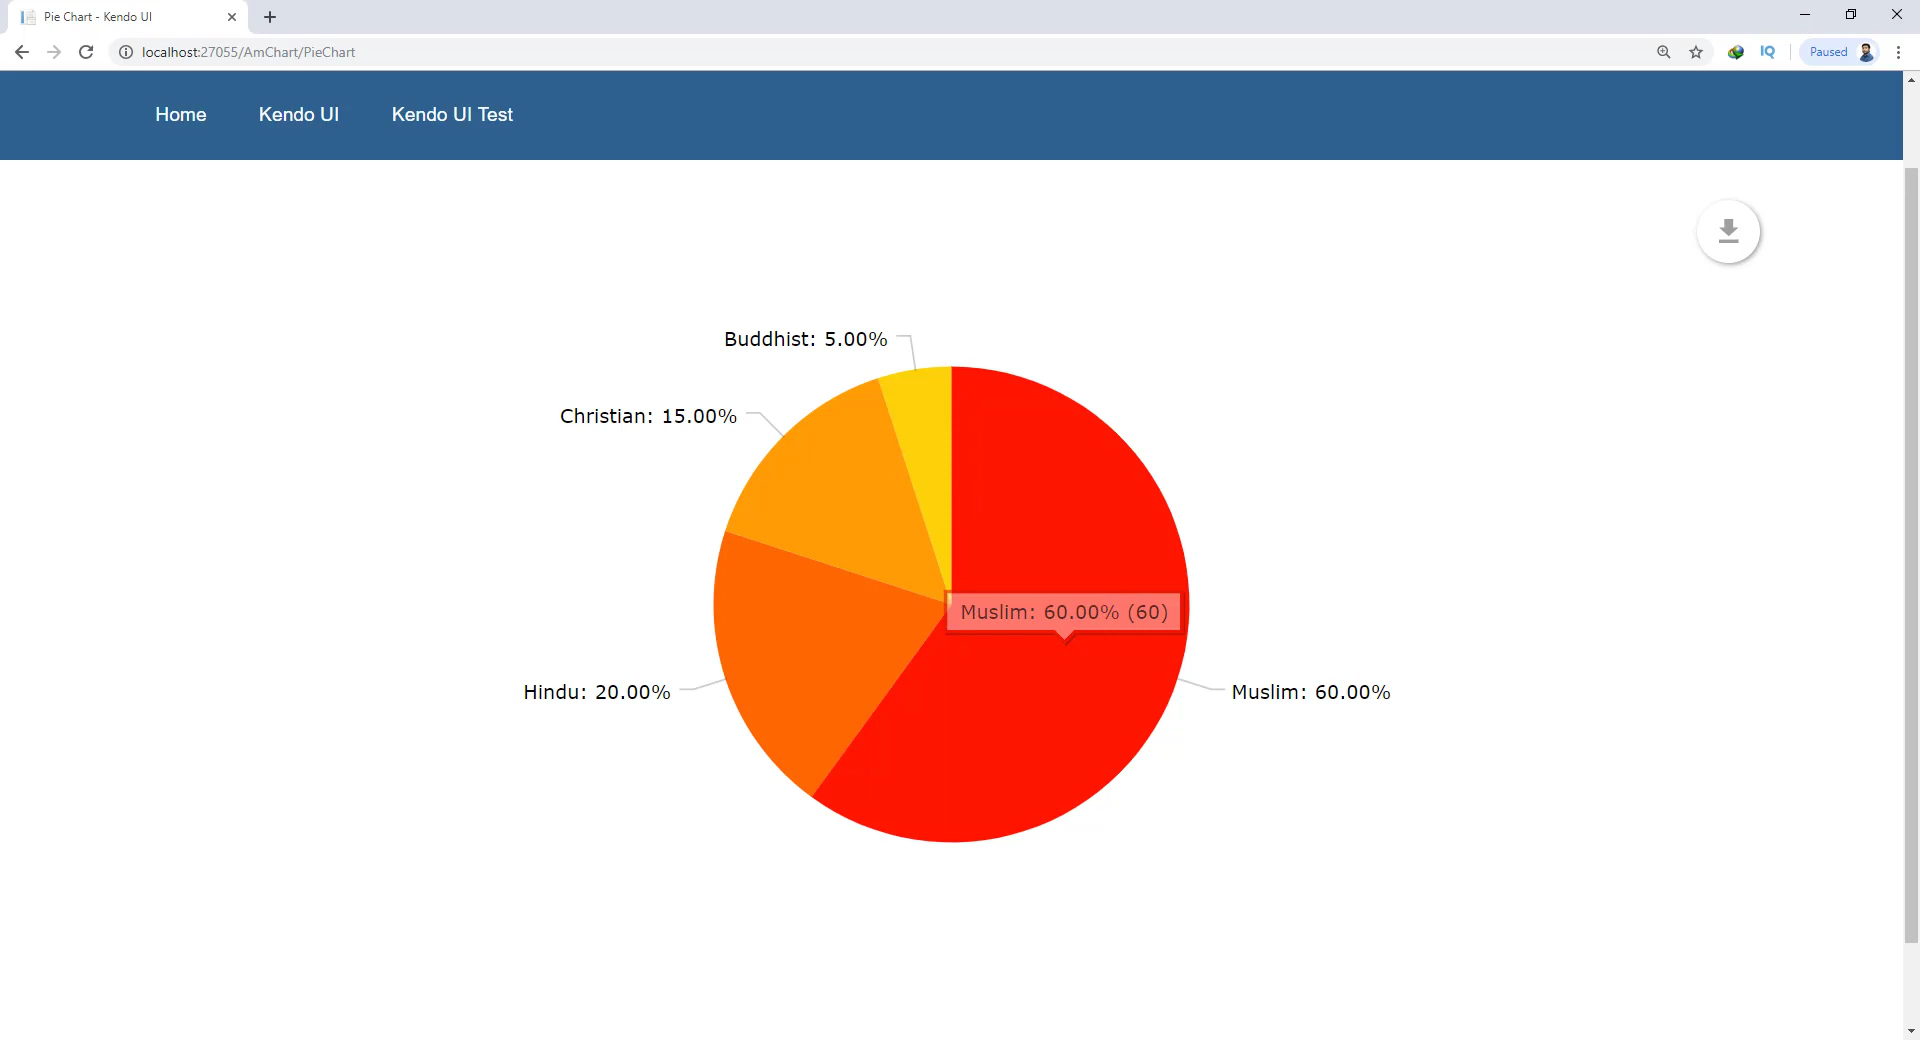 Pie Chart - Kendo UI
localhost:27055/AmChart/PieChart
IQ
Paused
Home Kendo UI Kendo UI Test
Buddhist: 5.00%
Christian: 15.00%
Muslim: 60.00% (60)
Hindu: 20.00%
Muslim: 60.00%